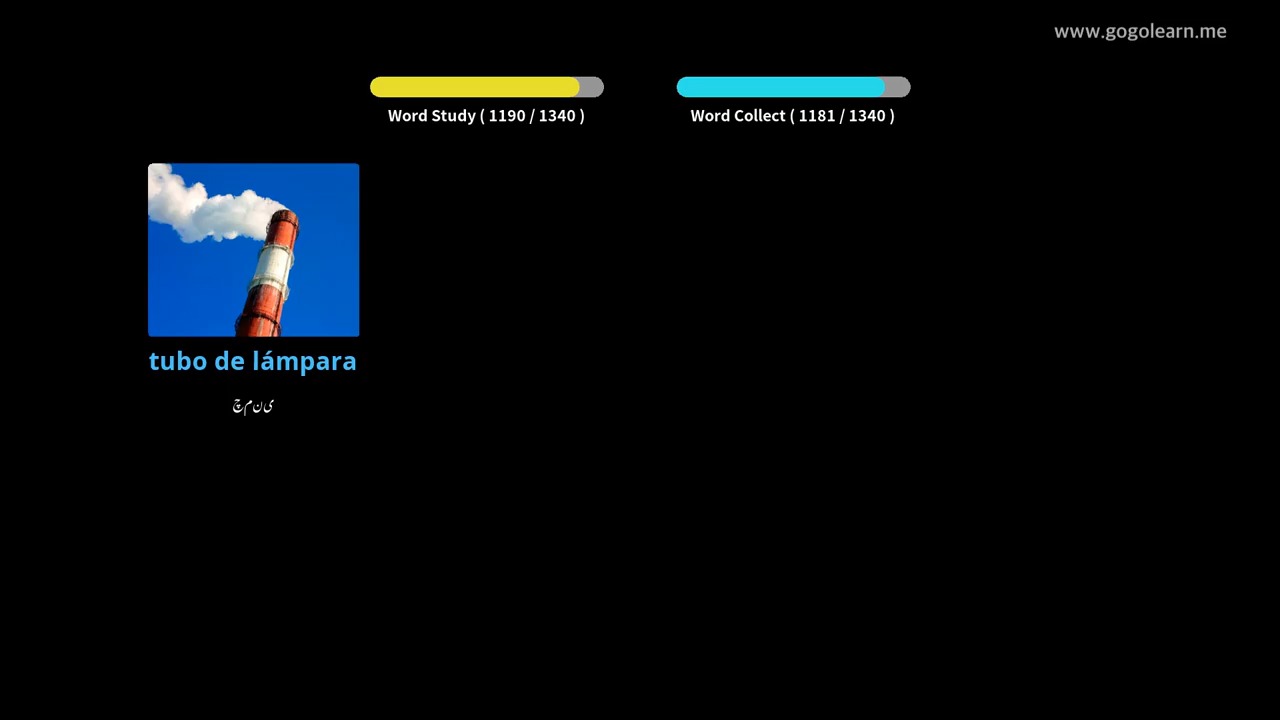 www.gogolearn.me
Word Study ( 1190 / 1340 )
Word Collect ( 1181 / 1340 )
tubo de lámpara
چمنی